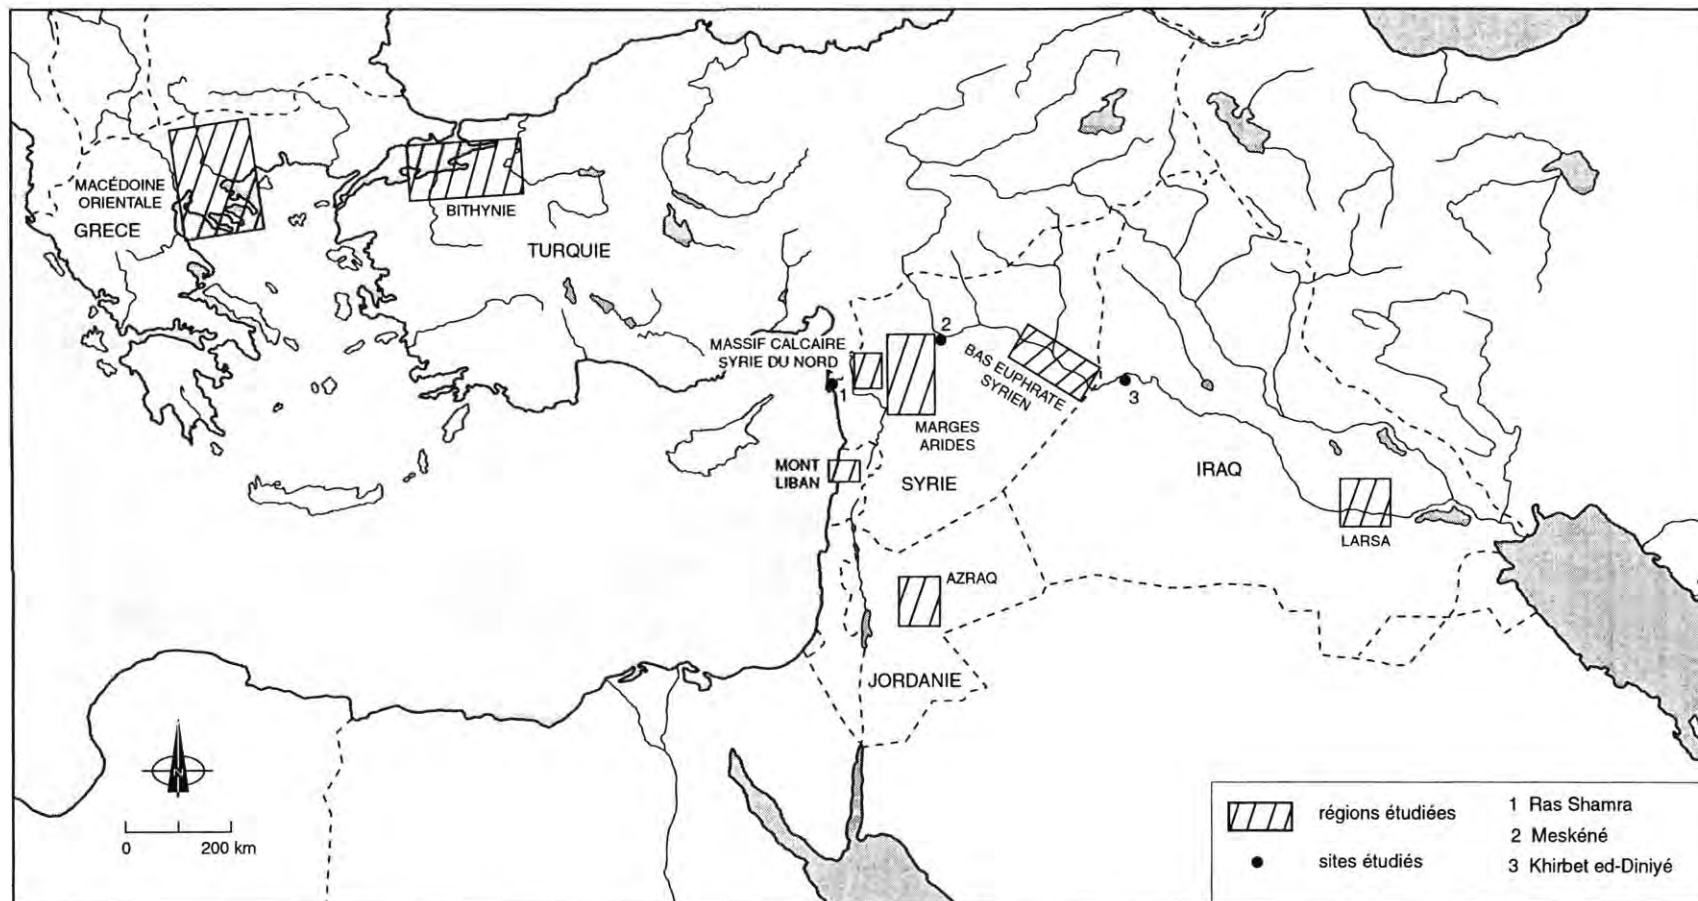 MACÉDOINE
ORIENTALE
GRECE
BITHYNIE
TURQUIE
MASSIF CALCAIRE
SYRIE DU NORD
1
2
BAS EUPHRATE
SYRIEN
3
MARGES
ARIDES
MONT
LIBAN
SYRIE
IRAQ
LARSA
AZRAQ
JORDANIE
N
0 200 km
régions étudiées
sites étudiés
1 Ras Shamra
2 Meskéné
3 Khirbet ed-Diniyé